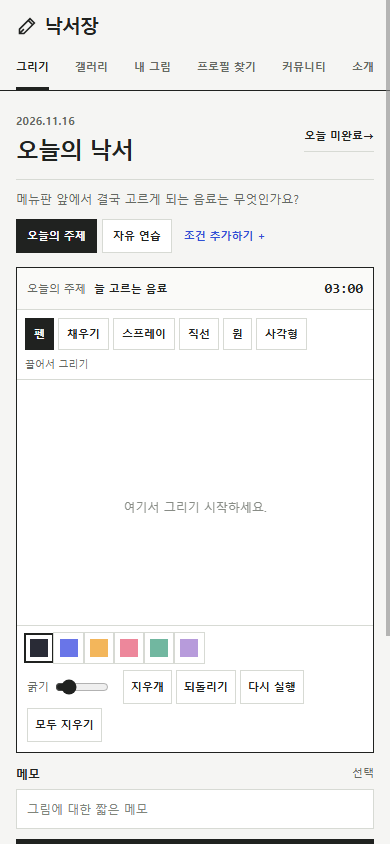 낙서장
그리기 갤러리 내 그림 프로필 찾기 커뮤니티 소개
2026.11.16
오늘의 낙서
오늘 미완료→
메뉴판 앞에서 결국 고르게 되는 음료는 무엇인가요?
오늘의 주제 자유 연습 조건 추가하기 +
오늘의 주제 늘 고르는 음료 03:00
펜 채우기 스프레이 직선 원 사각형
끌어서 그리기
여기서 그리기 시작하세요.
굵기 지우개 되돌리기 다시 실행
모두 지우기
메모 선택
그림에 대한 짧은 메모